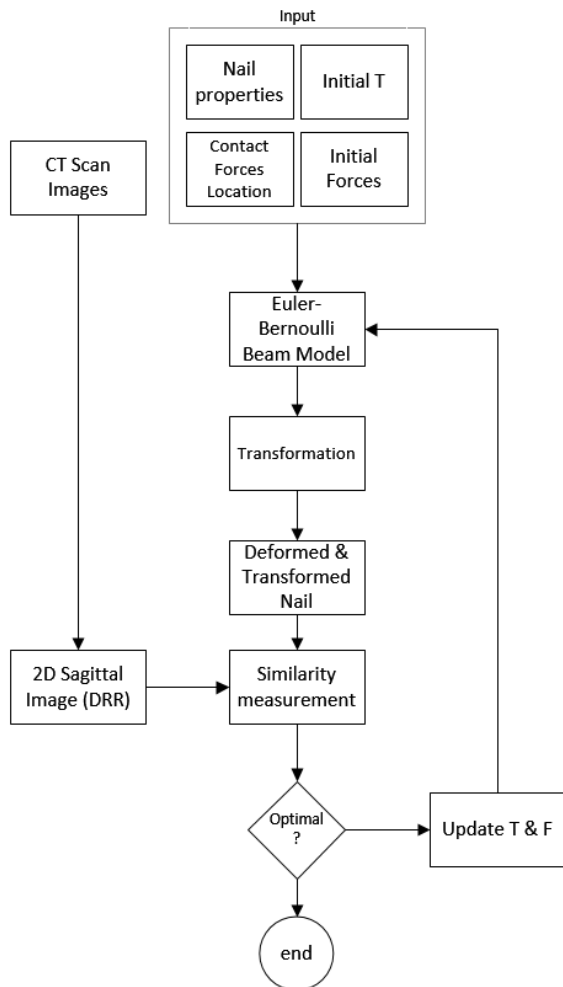 Input
Nail
properties
Initial T
Contact
Forces
Location
Initial
Forces
CT Scan
Images
Euler-
Bernoulli
Beam Model
Transformation
Deformed &
Transformed
Nail
2D Sagittal
Image (DRR)
Similarity
measurement
Optimal
?
Update T & F
end